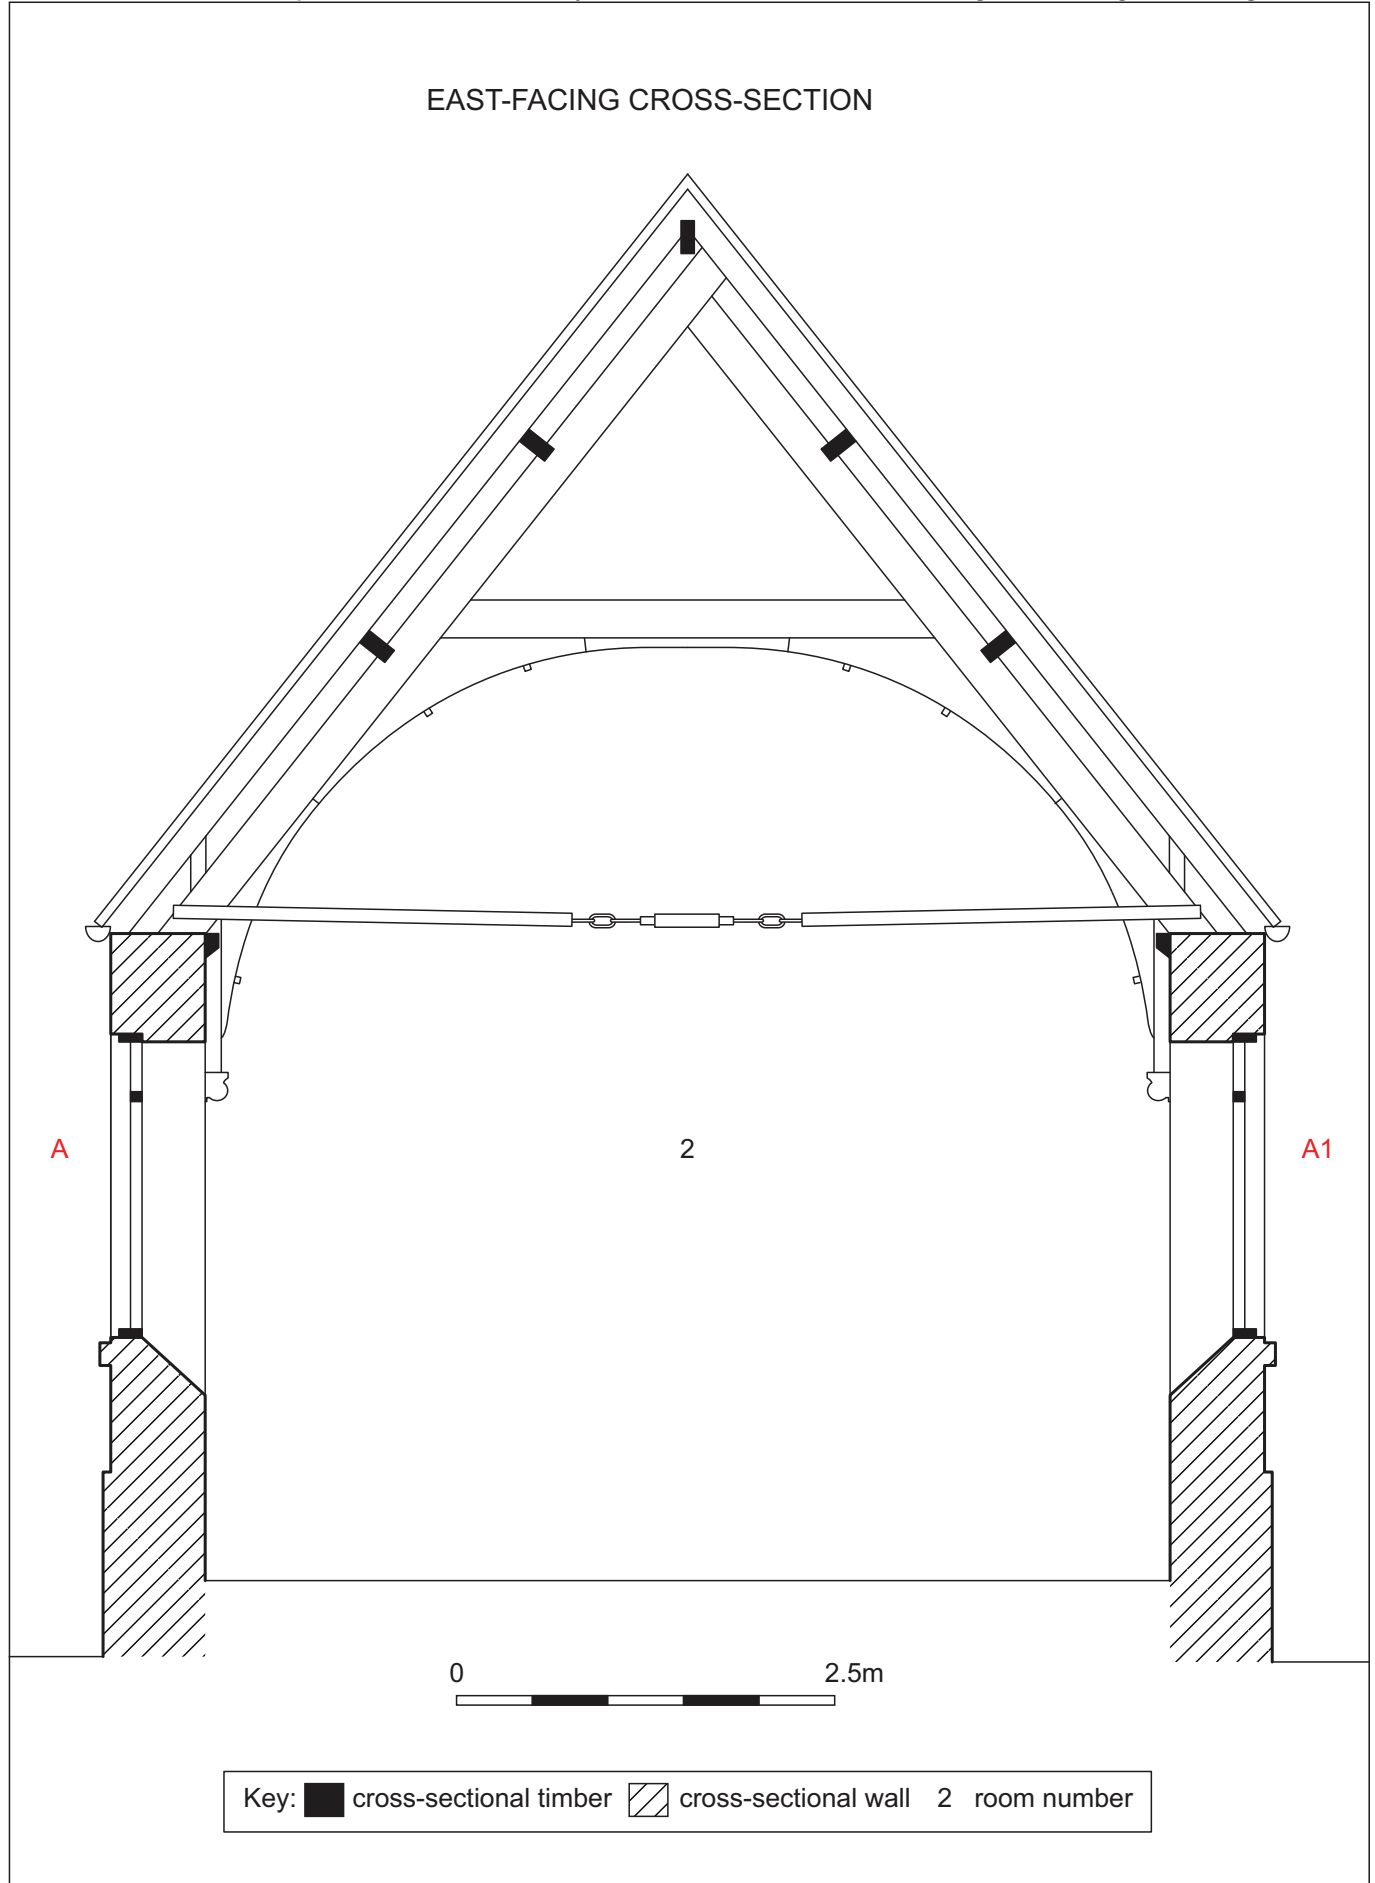 EAST-FACING CROSS-SECTION
A 2 A1
0 2.5m
Key: cross-sectional timber cross-sectional wall 2 room number